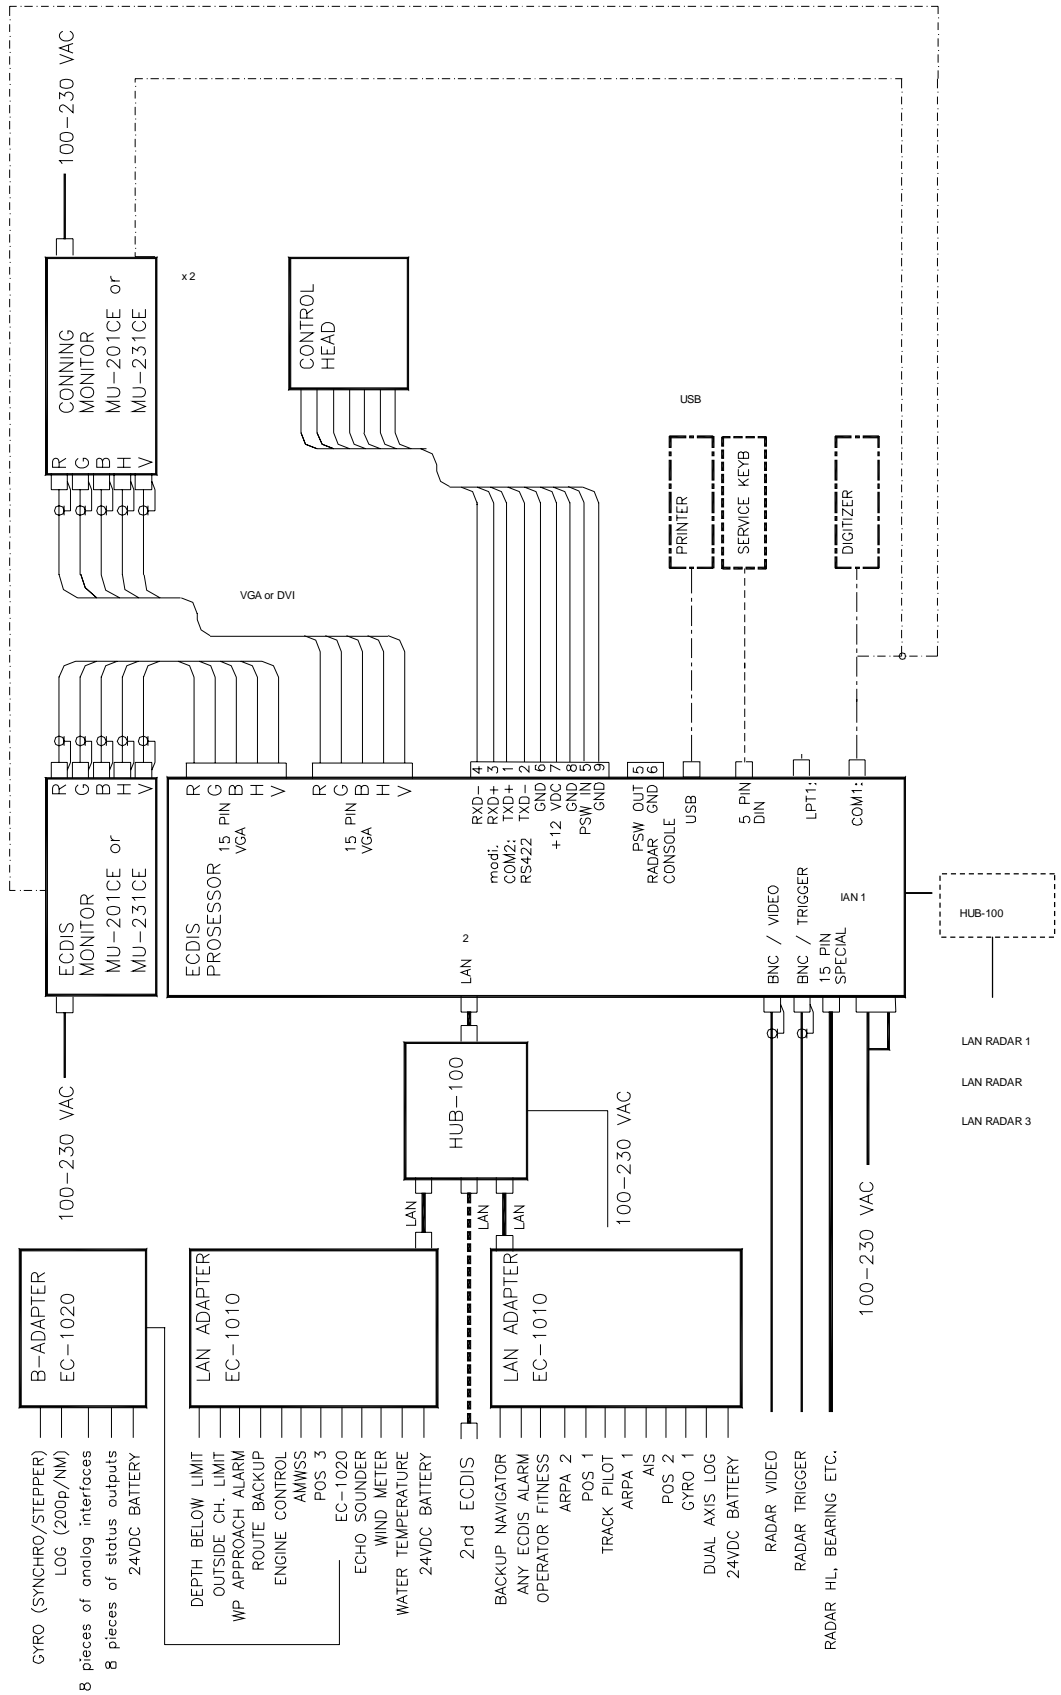 100-230 VAC
CONNING
MONITOR
MU-201CE or
MU-231CE
R
G
B
H
V
x 2
CONTROL
HEAD
USB
PRINTER
SERVICE KEYB
DIGITIZER
VGA or DVI
ECDIS
MONITOR
MU-201CE or
MU-231CE
R
G
B
H
V
100-230 VAC
ECDIS
PROSESSOR
R
G
B
H
V
15 PIN
VGA
R
G
B
H
V
15 PIN
VGA
modi.
COM2:
RS422
RXD- 4
RXD+ 3
TXD+ 1
TXD- 2
GND 6
+12 VDC 7
GND 8
PSW IN 5
GND 9
PSW OUT 5
RADAR GND 6
CONSOLE
USB
5 PIN
DIN
LPT1:
COM1:
LAN 2
BNC / VIDEO
BNC / TRIGGER
15 PIN
SPECIAL
IAN 1
HUB-100
LAN RADAR 1
LAN RADAR
LAN RADAR 3
HUB-100
100-230 VAC
100-230 VAC
LAN
LAN
LAN
B-ADAPTER
EC-1020
GYRO (SYNCHRO/STEPPER)
LOG (200p/NM)
8 pieces of analog interfaces
8 pieces of status outputs
24VDC BATTERY
LAN ADAPTER
EC-1010
DEPTH BELOW LIMIT
OUTSIDE CH. LIMIT
WP APPROACH ALARM
ROUTE BACKUP
ENGINE CONTROL
AMWSS
POS 3
EC-1020
ECHO SOUNDER
WIND METER
WATER TEMPERATURE
24VDC BATTERY
2nd ECDIS
LAN ADAPTER
EC-1010
BACKUP NAVIGATOR
ANY ECDIS ALARM
OPERATOR FITNESS
ARPA 2
POS 1
TRACK PILOT
ARPA 1
AIS
POS 2
GYRO 1
DUAL AXIS LOG
24VDC BATTERY
RADAR VIDEO
RADAR TRIGGER
RADAR HL, BEARING ETC.